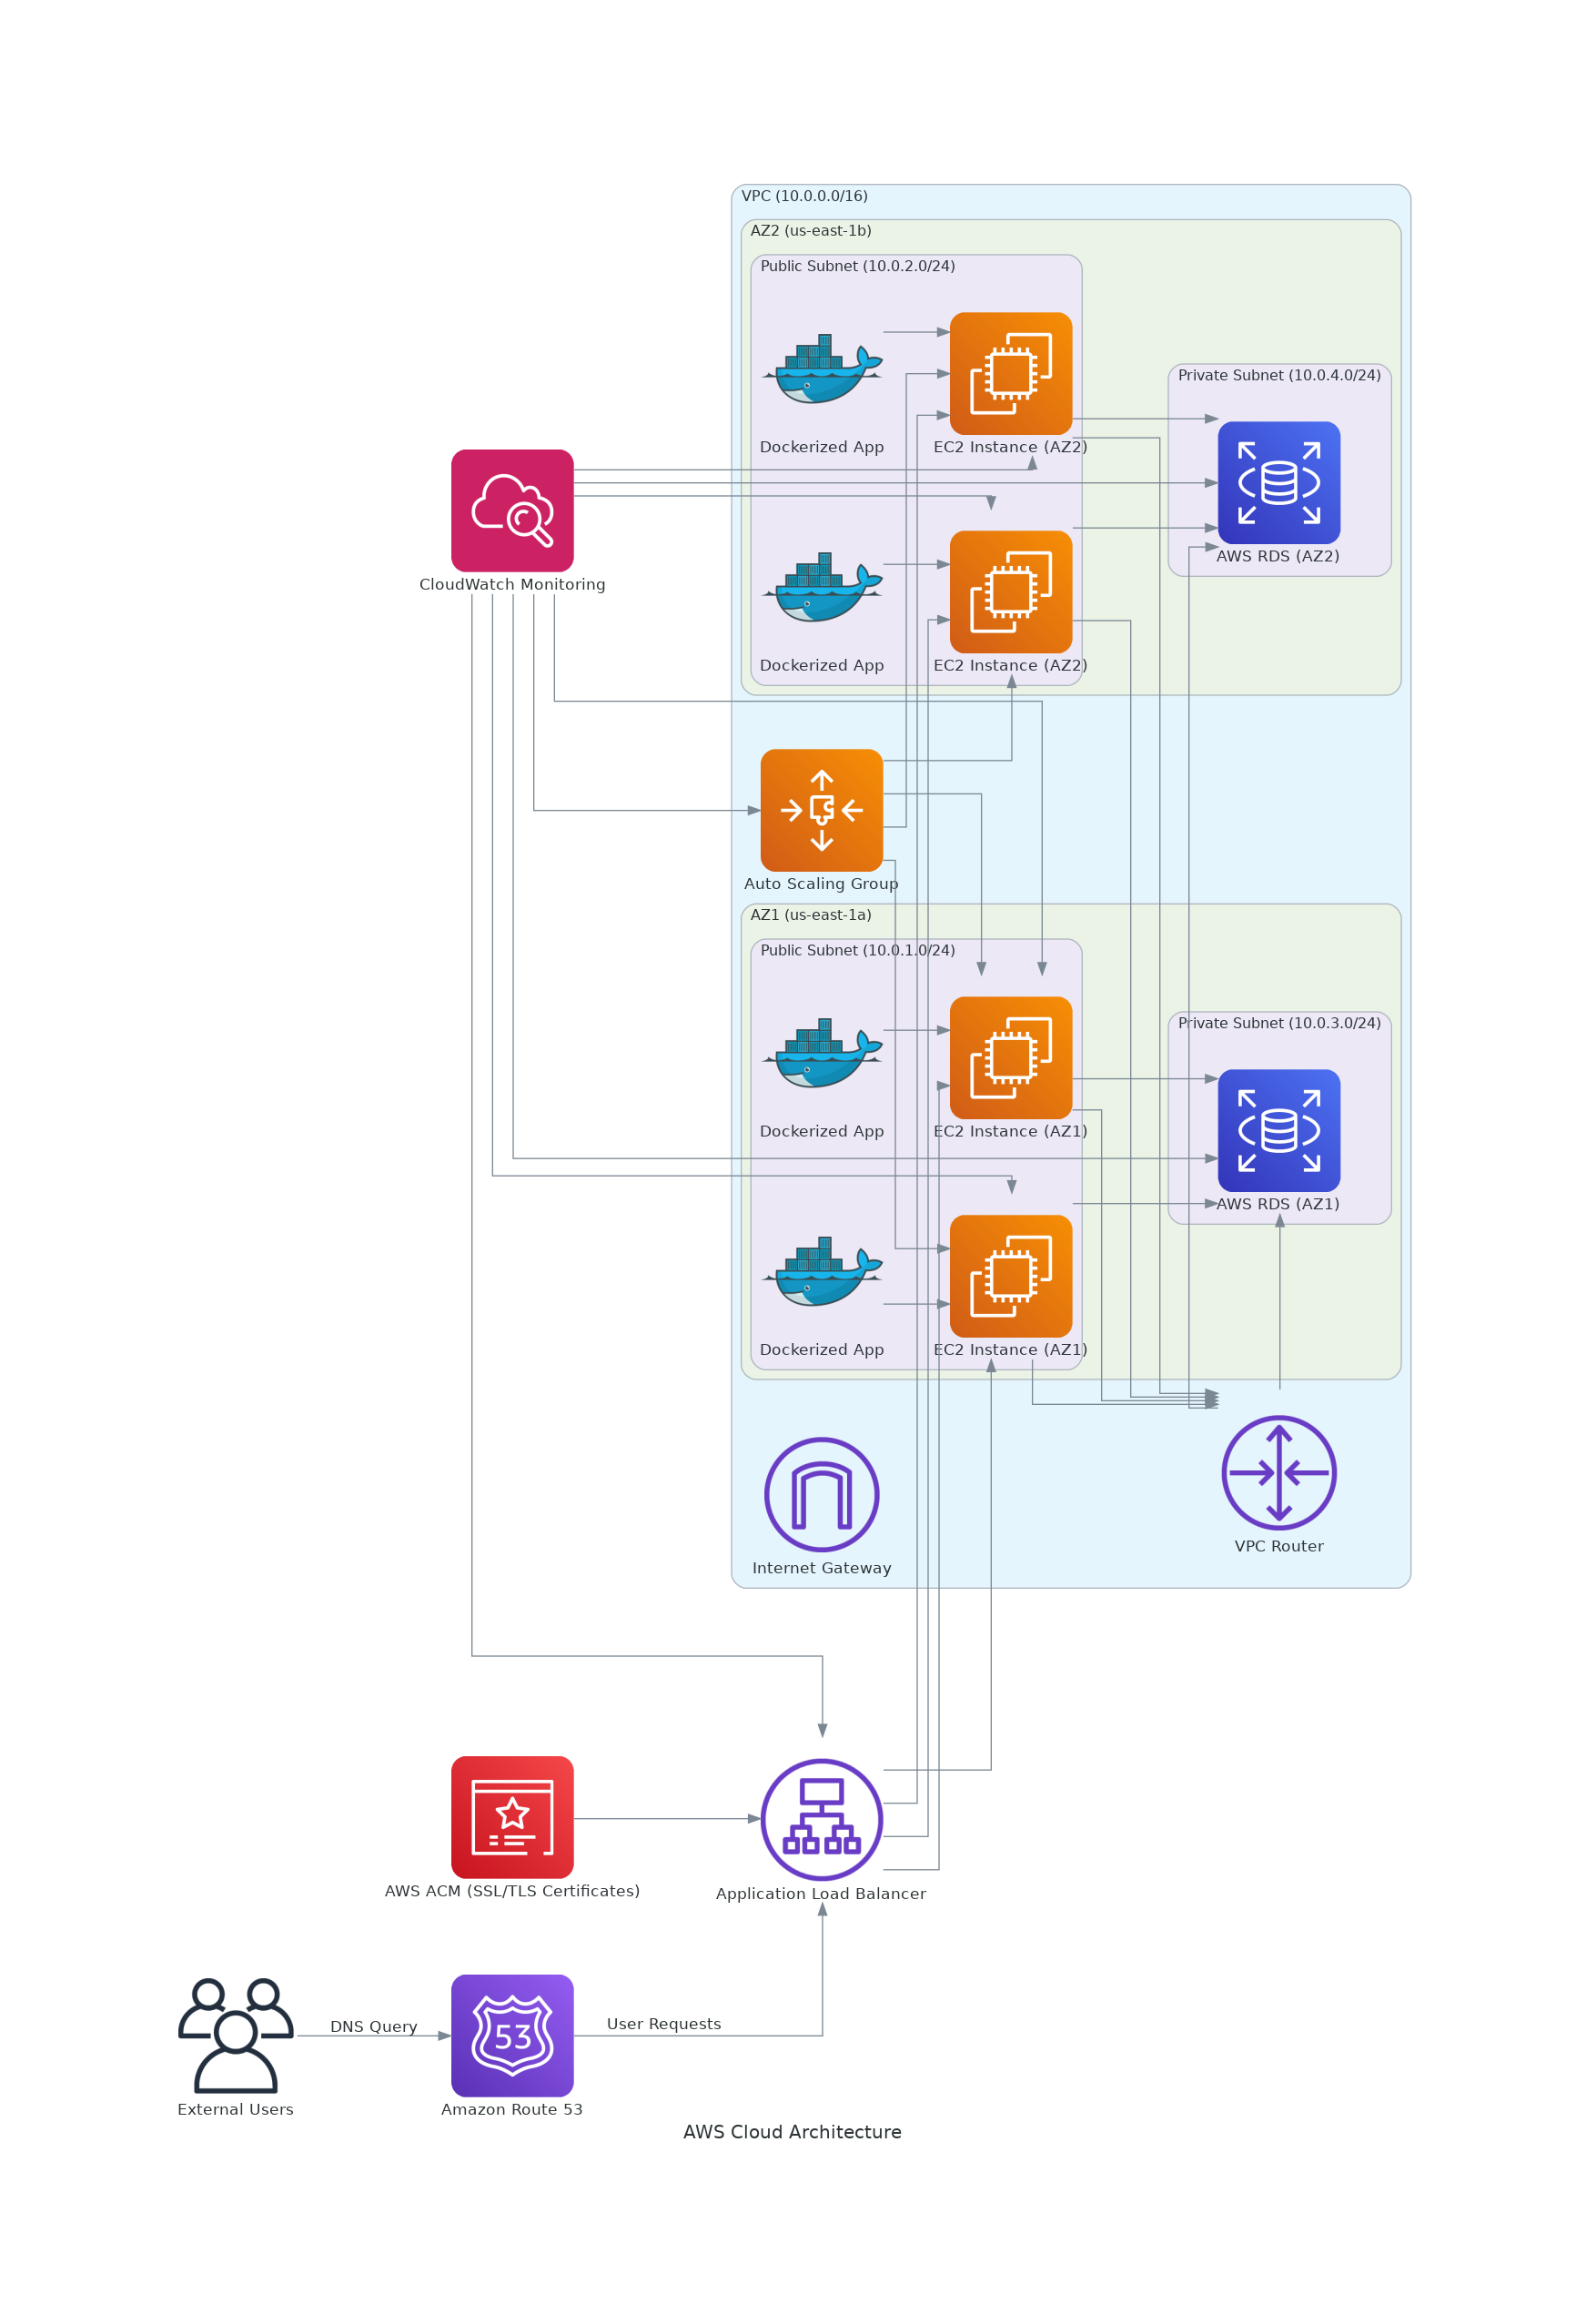 VPC (10.0.0.0/16)
AZ2 (us-east-1b)
Public Subnet (10.0.2.0/24)
Dockerized App
EC2 Instance (AZ2)
Private Subnet (10.0.4.0/24)
AWS RDS (AZ2)
CloudWatch Monitoring
Dockerized App
EC2 Instance (AZ2)
Auto Scaling Group
AZ1 (us-east-1a)
Public Subnet (10.0.1.0/24)
Dockerized App
EC2 Instance (AZ1)
Private Subnet (10.0.3.0/24)
AWS RDS (AZ1)
Dockerized App
EC2 Instance (AZ1)
Internet Gateway
VPC Router
AWS ACM (SSL/TLS Certificates)
Application Load Balancer
External Users
DNS Query
53
Amazon Route 53
User Requests
AWS Cloud Architecture